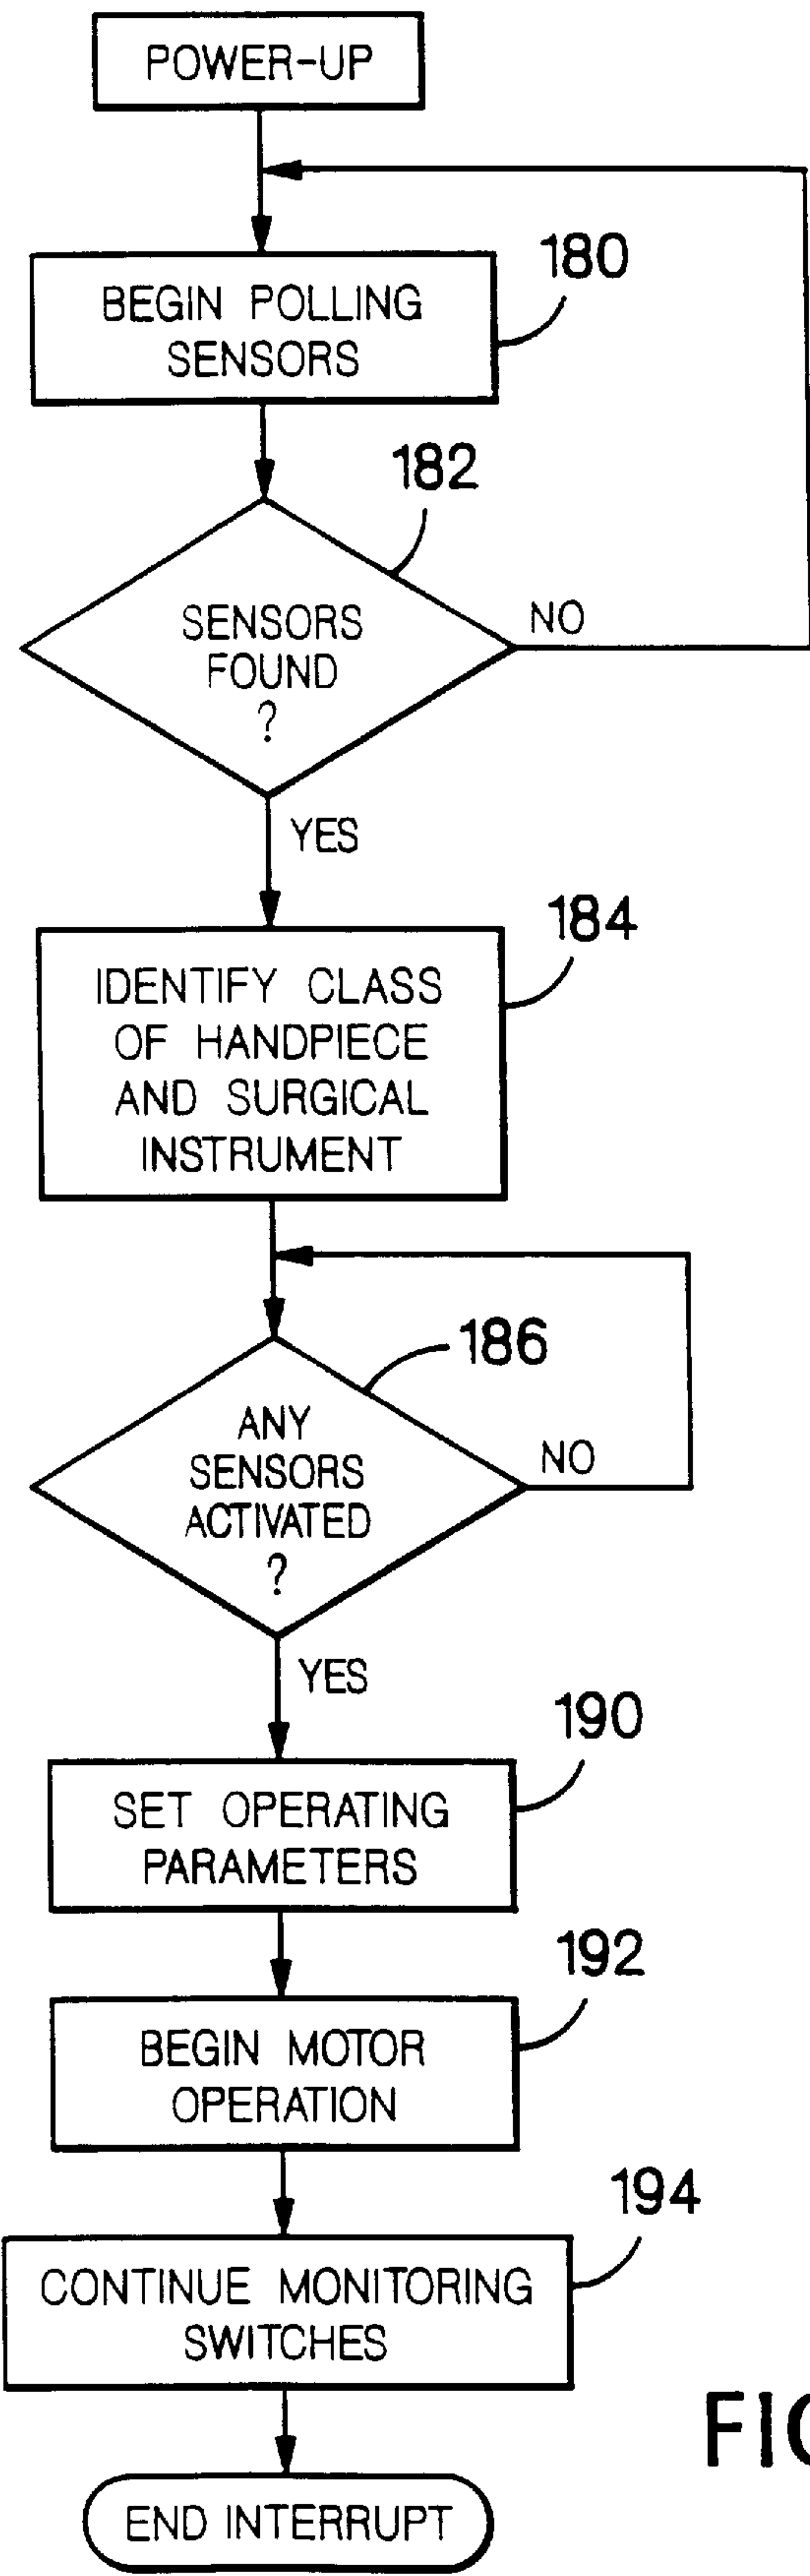 POWER-UP
180
BEGIN POLLING
SENSORS
182
SENSORS
FOUND
?
NO
YES
184
IDENTIFY CLASS
OF HANDPIECE
AND SURGICAL
INSTRUMENT
186
ANY
SENSORS
ACTIVATED
?
NO
YES
190
SET OPERATING
PARAMETERS
192
BEGIN MOTOR
OPERATION
194
CONTINUE MONITORING
SWITCHES
END INTERRUPT